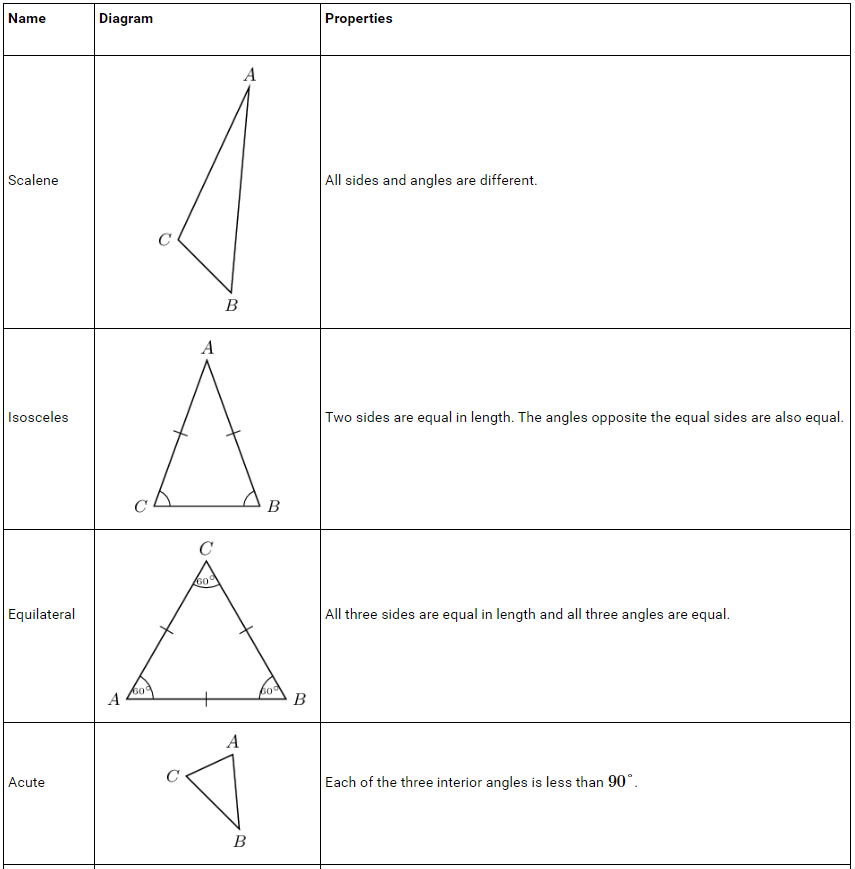 Name Diagram Properties
A
Scalene
All sides and angles are different.
C
B
A
Isosceles
Two sides are equal in length. The angles opposite the equal sides are also equal.
C B
C
60°
Equilateral
All three sides are equal in length and all three angles are equal.
60° 60°
A B
A
C
Acute
Each of the three interior angles is less than 90°.
B